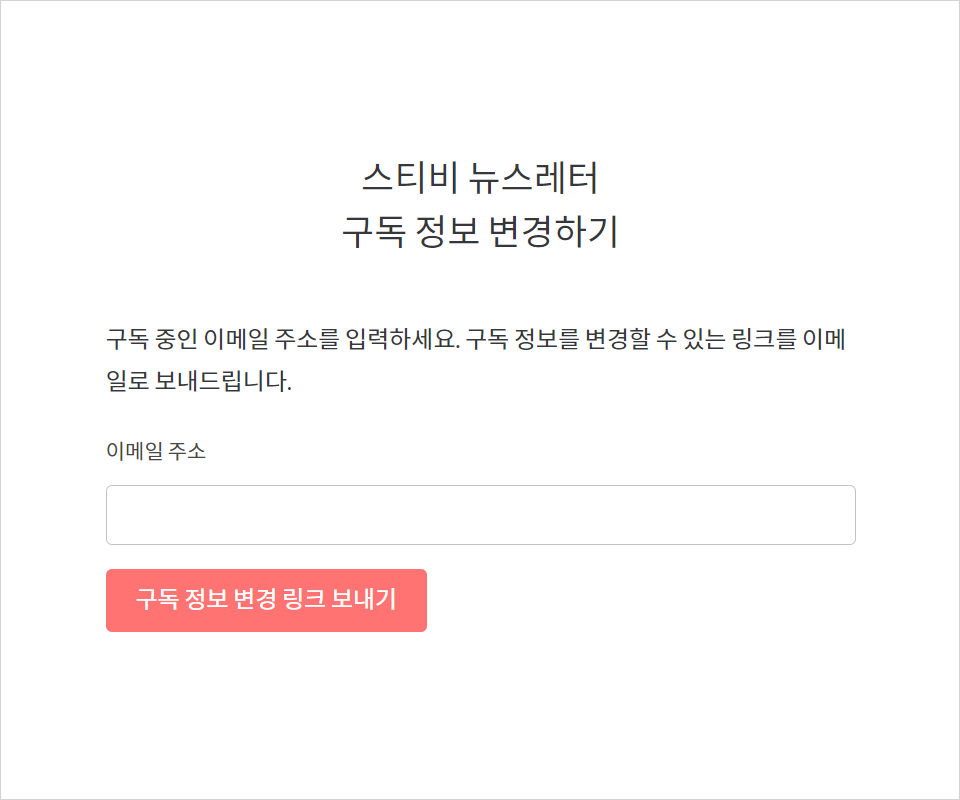 스티비 뉴스레터
구독 정보 변경하기
구독 중인 이메일 주소를 입력하세요. 구독 정보를 변경할 수 있는 링크를 이메
일로 보내드립니다.
이메일 주소
구독 정보 변경 링크 보내기